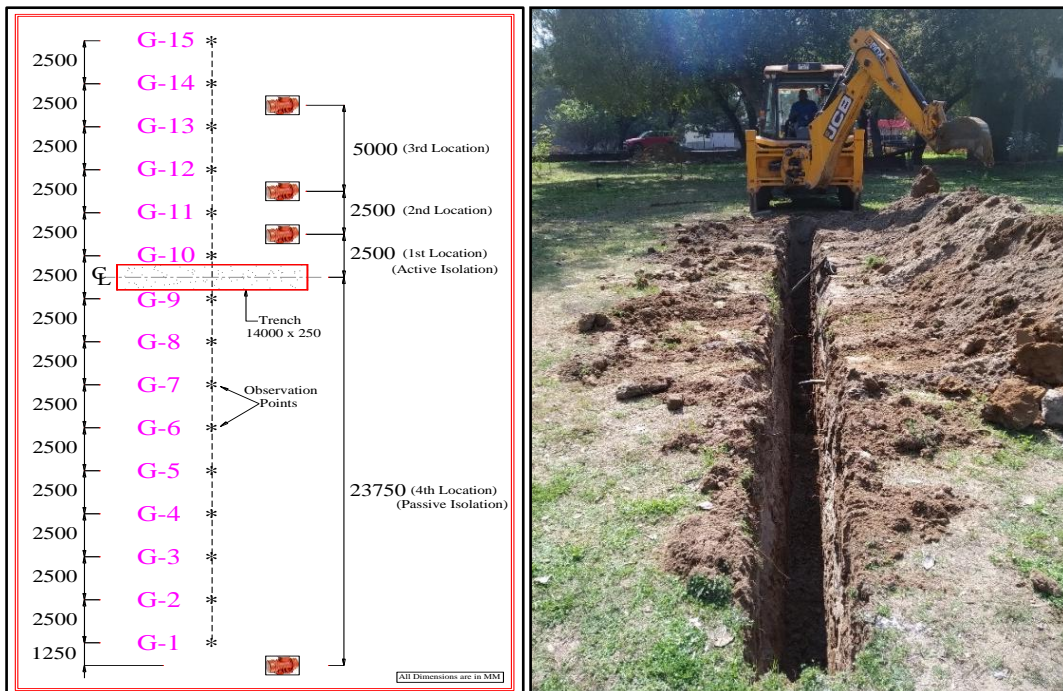 G-15
2500
G-14
2500
G-13
2500
G-12
2500
G-11
2500
G-10
2500
G-9
2500
G-8
2500
G-7
2500
G-6
2500
G-5
2500
G-4
2500
G-3
2500
G-2
2500
G-1
1250
CL
5000 (3rd Location)
2500 (2nd Location)
2500 (1st Location)
(Active Isolation)
Trench
14000 x 250
Observation
Points
23750 (4th Location)
(Passive Isolation)
All Dimensions are in MM
JCB